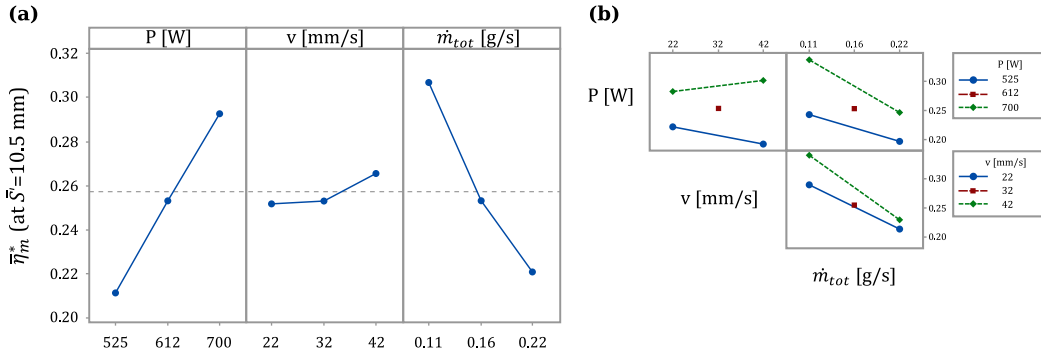 (a)
P [W] v [mm/s] ṁ_tot [g/s]
η̿*_m (at S̄'=10.5 mm)
0.32
0.30
0.28
0.26
0.24
0.22
0.20
525 612 700 22 32 42 0.11 0.16 0.22
(b)
22 32 42 0.11 0.16 0.22
P [W]
0.30
0.25
0.20
P [W]
525
612
700
v [mm/s]
0.30
0.25
0.20
v [mm/s]
22
32
42
ṁ_tot [g/s]